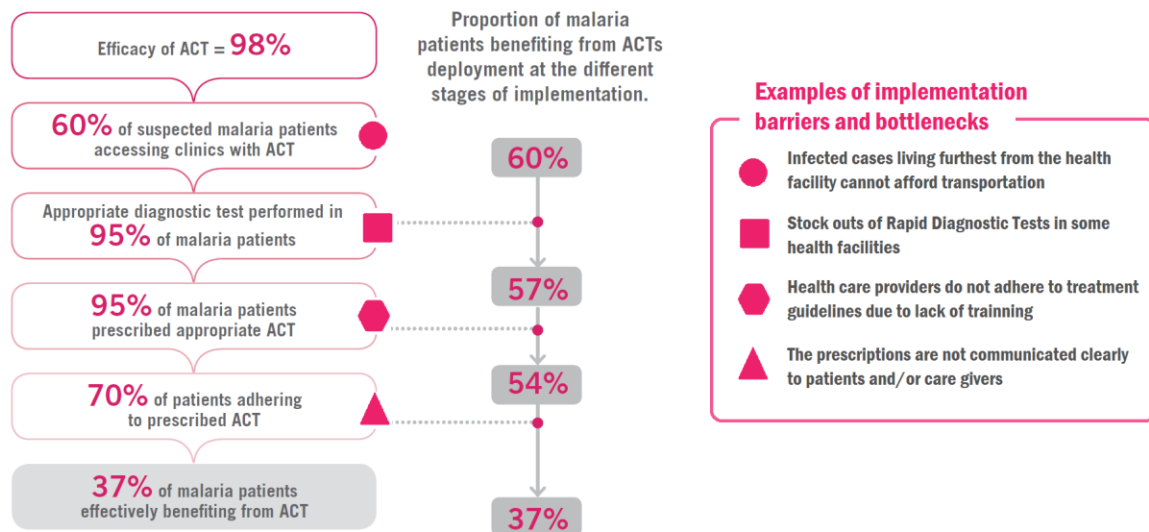 Efficacy of ACT = 98%
60% of suspected malaria patients
accessing clinics with ACT
Appropriate diagnostic test performed in
95% of malaria patients
95% of malaria patients
prescribed appropriate ACT
70% of patients adhering
to prescribed ACT
37% of malaria patients
effectively benefiting from ACT
Proportion of malaria
patients benefiting from ACTs
deployment at the different
stages of implementation.
60%
57%
54%
37%
Examples of implementation
barriers and bottlenecks
Infected cases living furthest from the health
facility cannot afford transportation
Stock outs of Rapid Diagnostic Tests in some
health facilities
Health care providers do not adhere to treatment
guidelines due to lack of trainning
The prescriptions are not communicated clearly
to patients and/or care givers